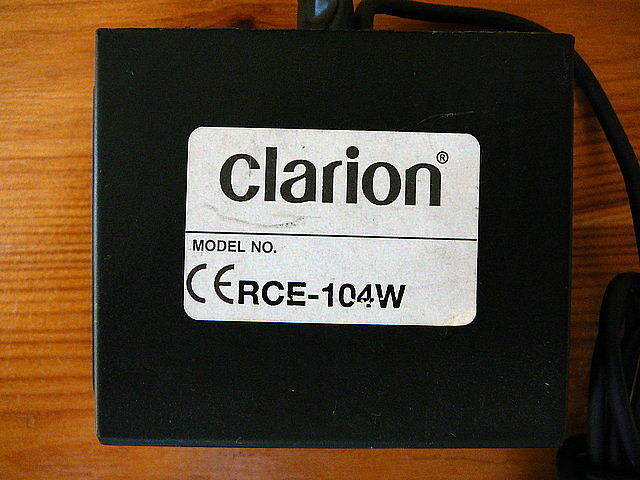 clarion®
MODEL NO.
CE RCE-104W